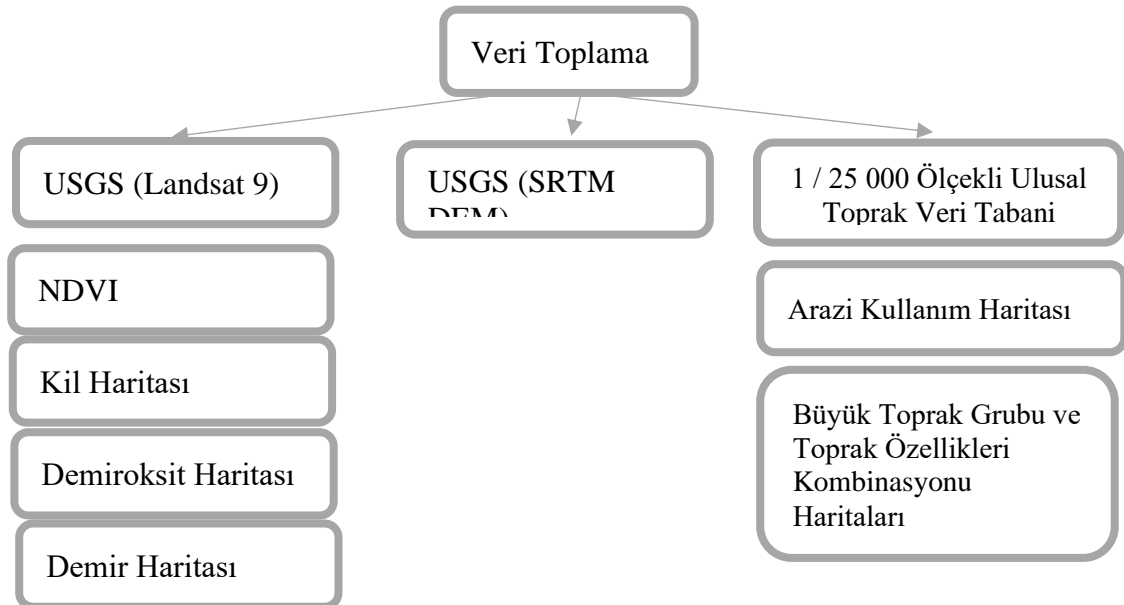 Veri Toplama
USGS (Landsat 9)
NDVI
Kil Haritası
Demiroksit Haritası
Demir Haritası
USGS (SRTM
DEM)
1 / 25 000 Ölçekli Ulusal
Toprak Veri Tabani
Arazi Kullanım Haritası
Büyük Toprak Grubu ve
Toprak Özellikleri
Kombinasyonu
Haritaları